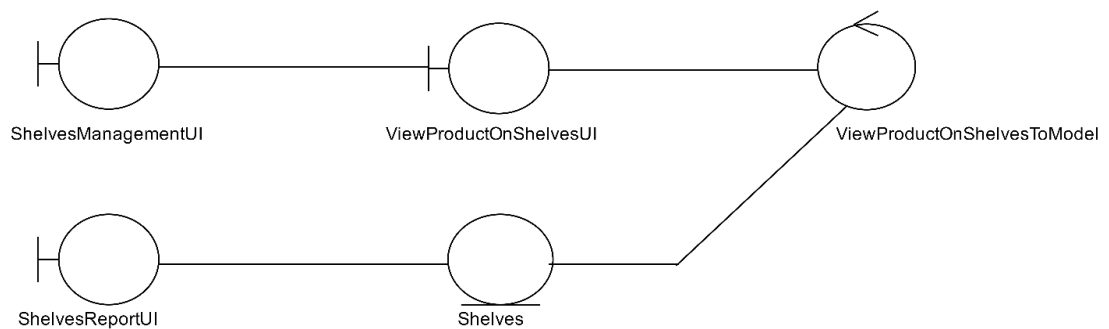 ShelvesManagementUI
ViewProductOnShelvesUI
ViewProductOnShelvesToModel
ShelvesReportUI
Shelves